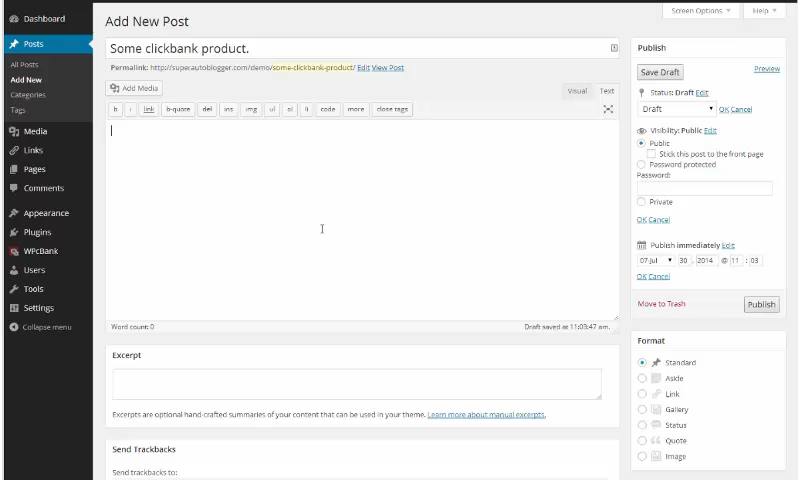 Screen Options ▾ Help ▾
Dashboard
Add New Post
Posts
Some clickbank product.
Publish
All Posts
Permalink: http://superautoblogger.com/demo/some-clickbank-product/ Edit View Post
Save Draft Preview
Add New
Categories
Add Media
Visual Text
Status: Draft Edit
Tags
b i link b-quote del ins img ul ol li code more close tags
Draft OK Cancel
Media
Links
Visibility: Public Edit
Public
Stick this post to the front page
Pages
Password protected
Password:
Comments
Private
Appearance
OK Cancel
Plugins
WPcBank
Publish immediately Edit
07-Jul 30, 2014 @ 11 : 03
Users
OK Cancel
Tools
Settings
Move to Trash Publish
Collapse menu
Word count: 0 Draft saved at 11:03:47 am.
Format
Excerpt
Standard
Aside
Link
Gallery
Excerpts are optional hand-crafted summaries of your content that can be used in your theme. Learn more about manual excerpts.
Status
Quote
Send Trackbacks
Image
Send trackbacks to: